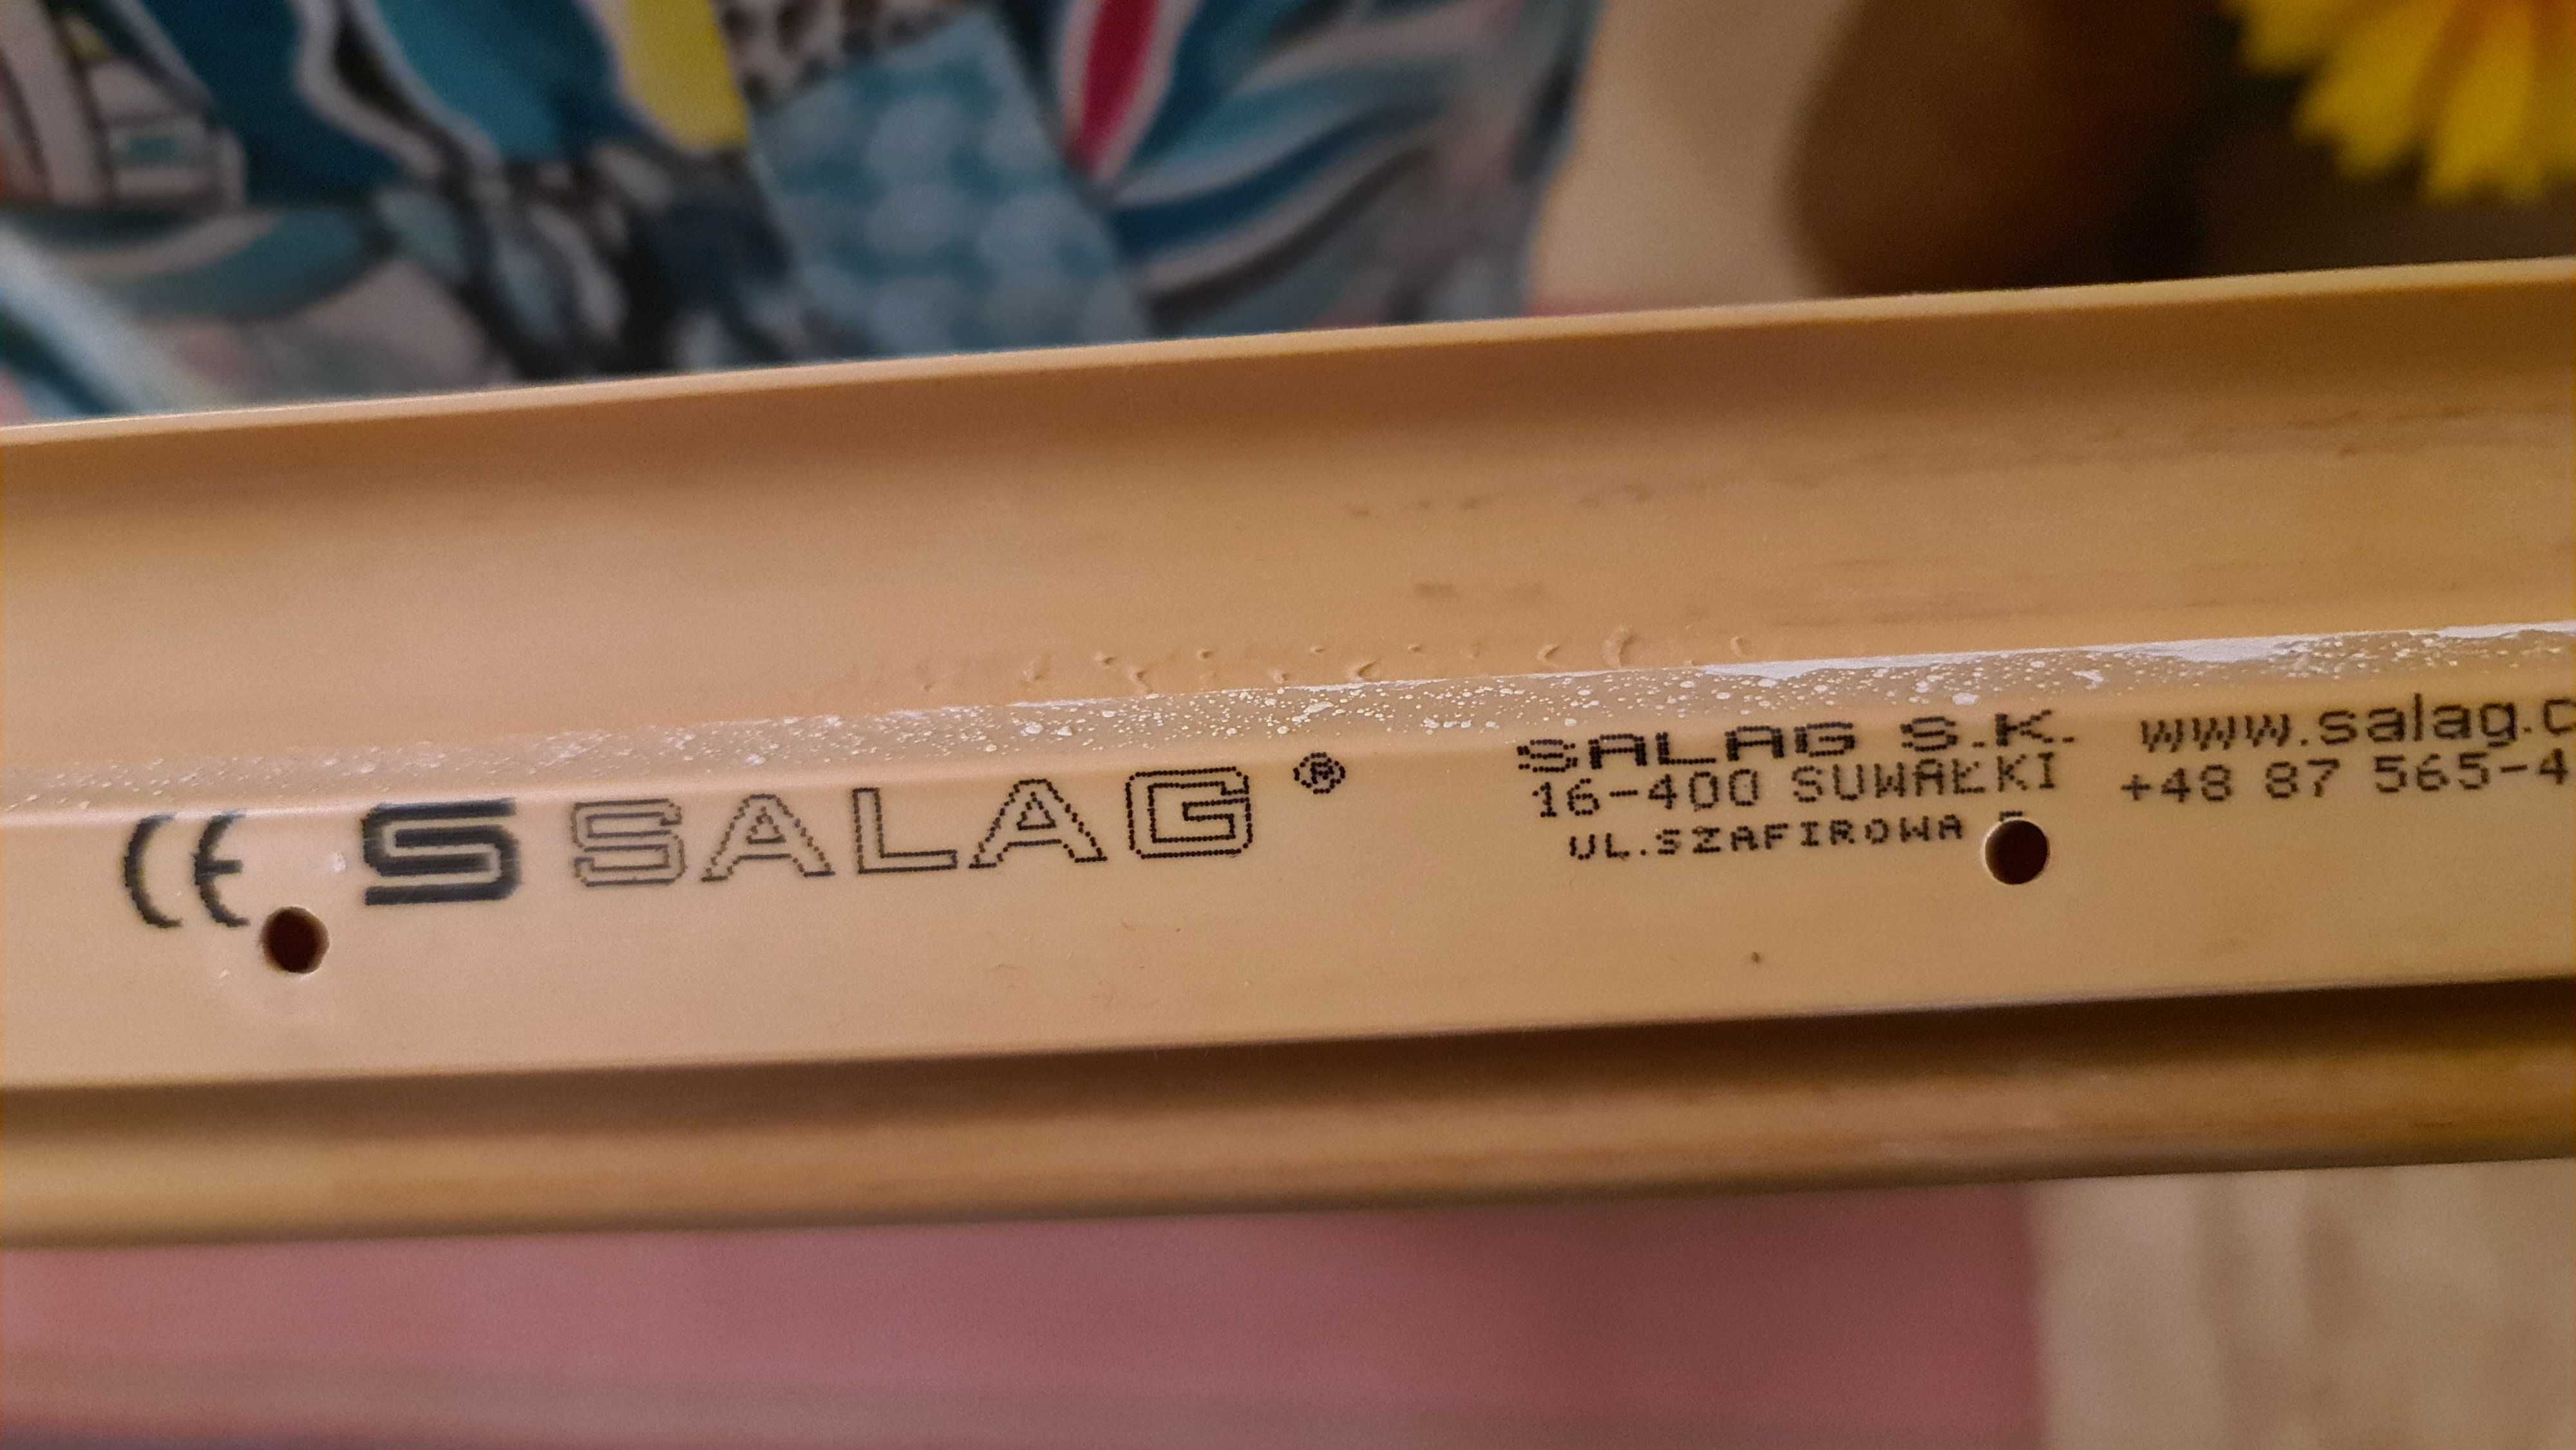 CE S SALAG ®
SALAG S.K.
16-400 SUWAŁKI
UL.SZAFIROWA
www.salag.c
+48 87 565-4